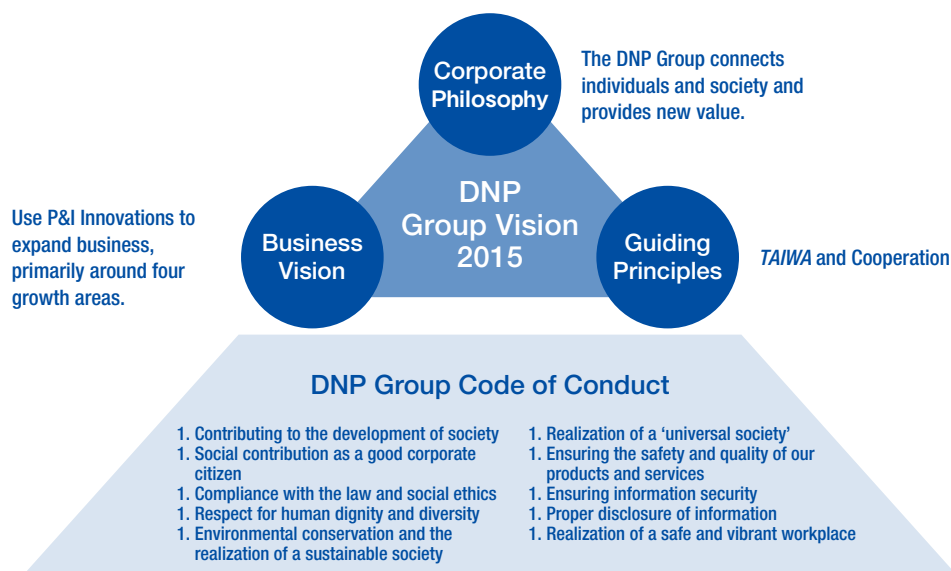 Corporate
Philosophy
The DNP Group connects
individuals and society and
provides new value.
DNP
Group Vision
2015
Use P&I Innovations to
expand business,
primarily around four
growth areas.
Business
Vision
Guiding
Principles
TAIWA and Cooperation
DNP Group Code of Conduct
1. Contributing to the development of society
1. Social contribution as a good corporate
citizen
1. Compliance with the law and social ethics
1. Respect for human dignity and diversity
1. Environmental conservation and the
realization of a sustainable society
1. Realization of a ‘universal society’
1. Ensuring the safety and quality of our
products and services
1. Ensuring information security
1. Proper disclosure of information
1. Realization of a safe and vibrant workplace